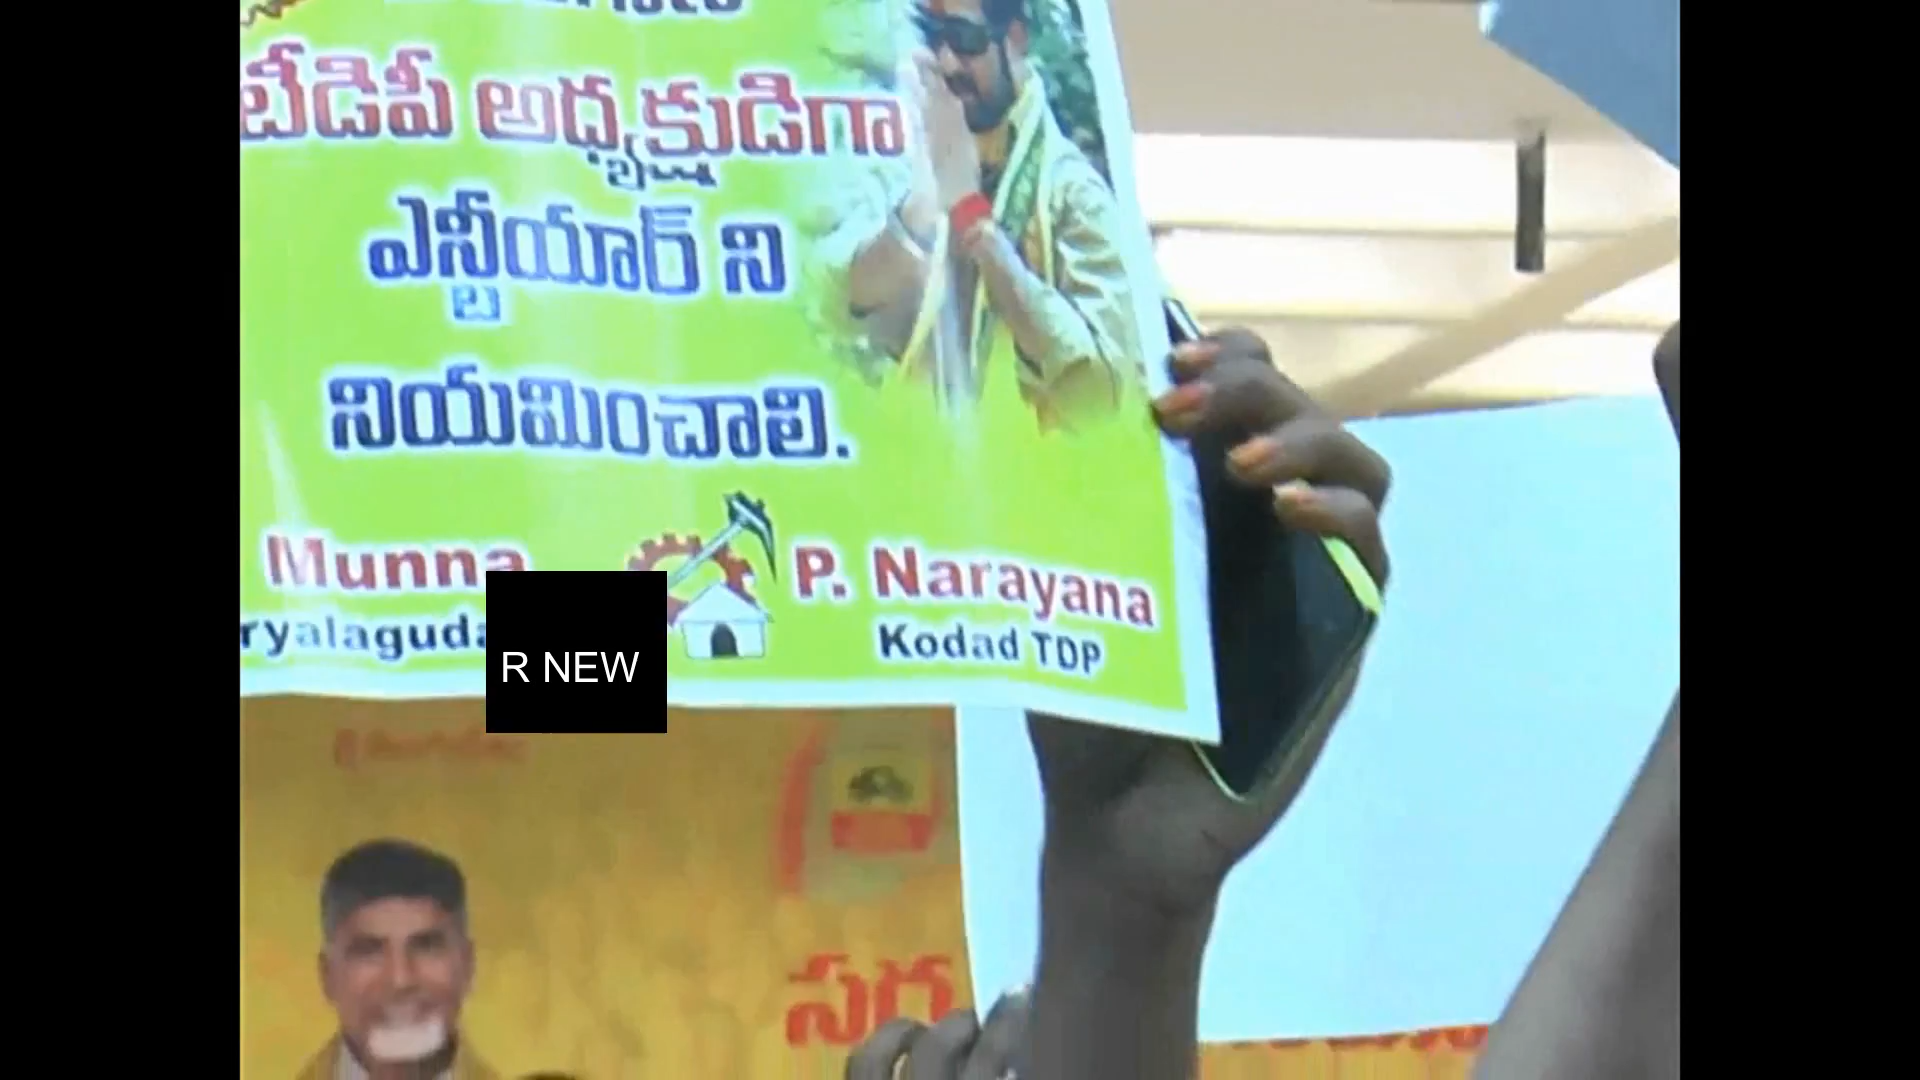 టీడీపీ అధ్యక్షుడిగా
ఎన్టీయార్ ని
నియమించాలి.
Munna
P. Narayana
ryalaguda
Kodad TDP
R NEW